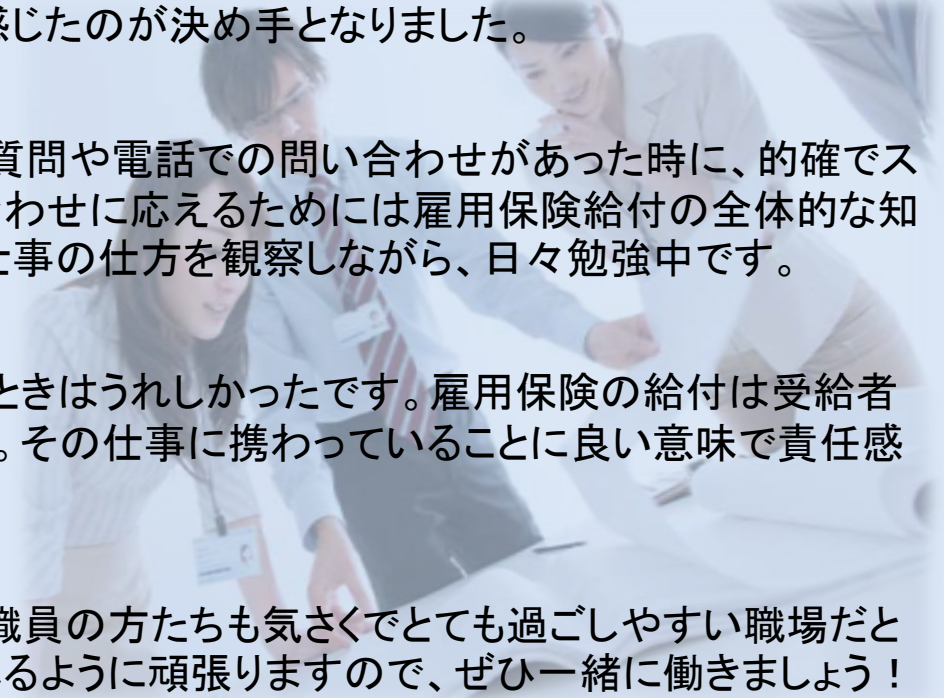 感じたのが決め手となりました。
質問や電話での問い合わせがあった時に、的確でス
わせに応えるためには雇用保険給付の全体的な知
仕事の仕方を観察しながら、日々勉強中です。
ときはうれしかったです。雇用保険の給付は受給者
。その仕事に携わっていることに良い意味で責任感
職員の方たちも気さくでとても過ごしやすい職場だと
るように頑張りますので、ぜひ一緒に働きましょう！